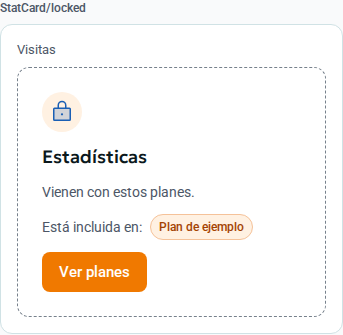 StatCard/locked
Visitas
Estadísticas
Vienen con estos planes.
Está incluida en: Plan de ejemplo
Ver planes